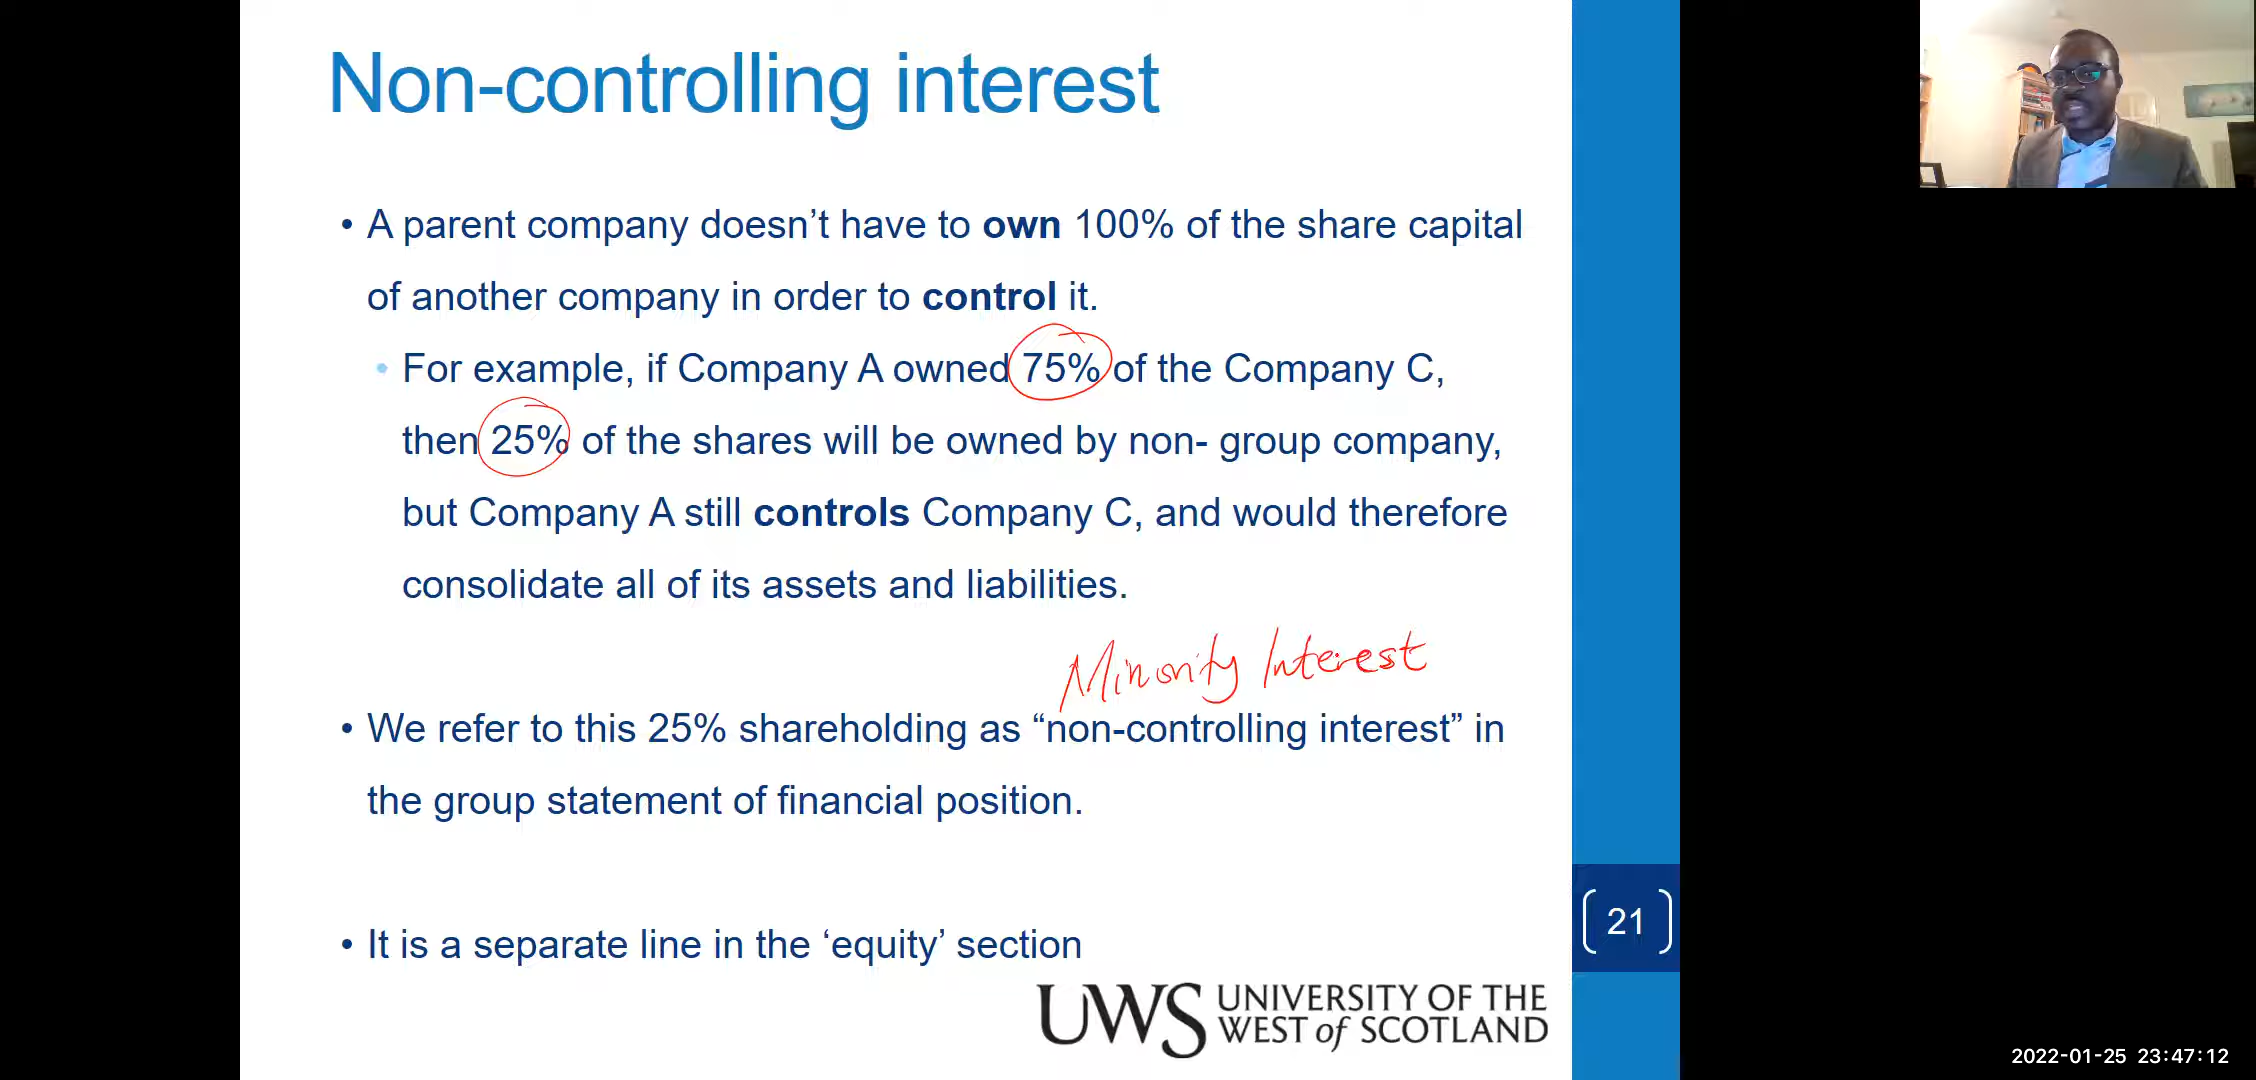 Non-controlling interest
• A parent company doesn’t have to own 100% of the share capital
of another company in order to control it.
• For example, if Company A owned 75% of the Company C,
then 25% of the shares will be owned by non- group company,
but Company A still controls Company C, and would therefore
consolidate all of its assets and liabilities.
Minority Interest
• We refer to this 25% shareholding as “non-controlling interest” in
the group statement of financial position.
• It is a separate line in the ‘equity’ section
21
UWS UNIVERSITY OF THE
WEST of SCOTLAND
2022-01-25 23:47:12